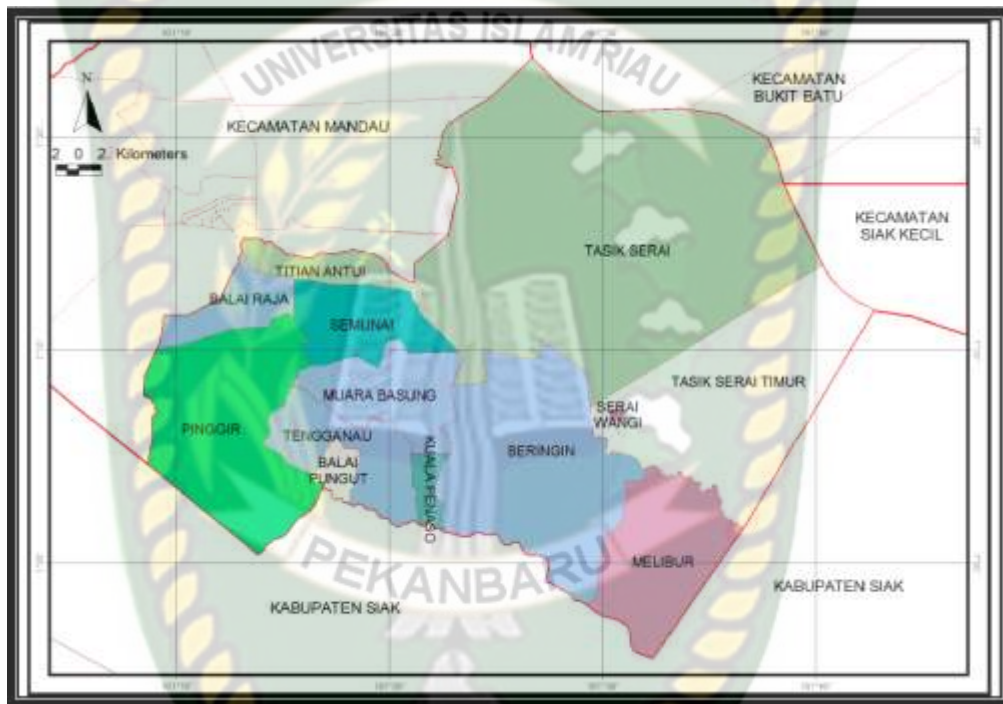 UNIVERSITAS ISLAM RIAU
KECAMATAN
BUKIT BATU
N
KECAMATAN MANDAU
2 0 2 Kilometers
KECAMATAN
SIAK KECIL
TASIK SERAI
TITIAN ANTUI
BALAI RAJA
SEMUNAI
TASIK SERAI TIMUR
MUARA BASUNG
SERAI
WANGI
PINGGIR
TENGGANAU
BERINGIN
BALAI
PUNGUT
KUALA PENASO
MELIBUR
PEKANBARU
KABUPATEN SIAK
KABUPATEN SIAK